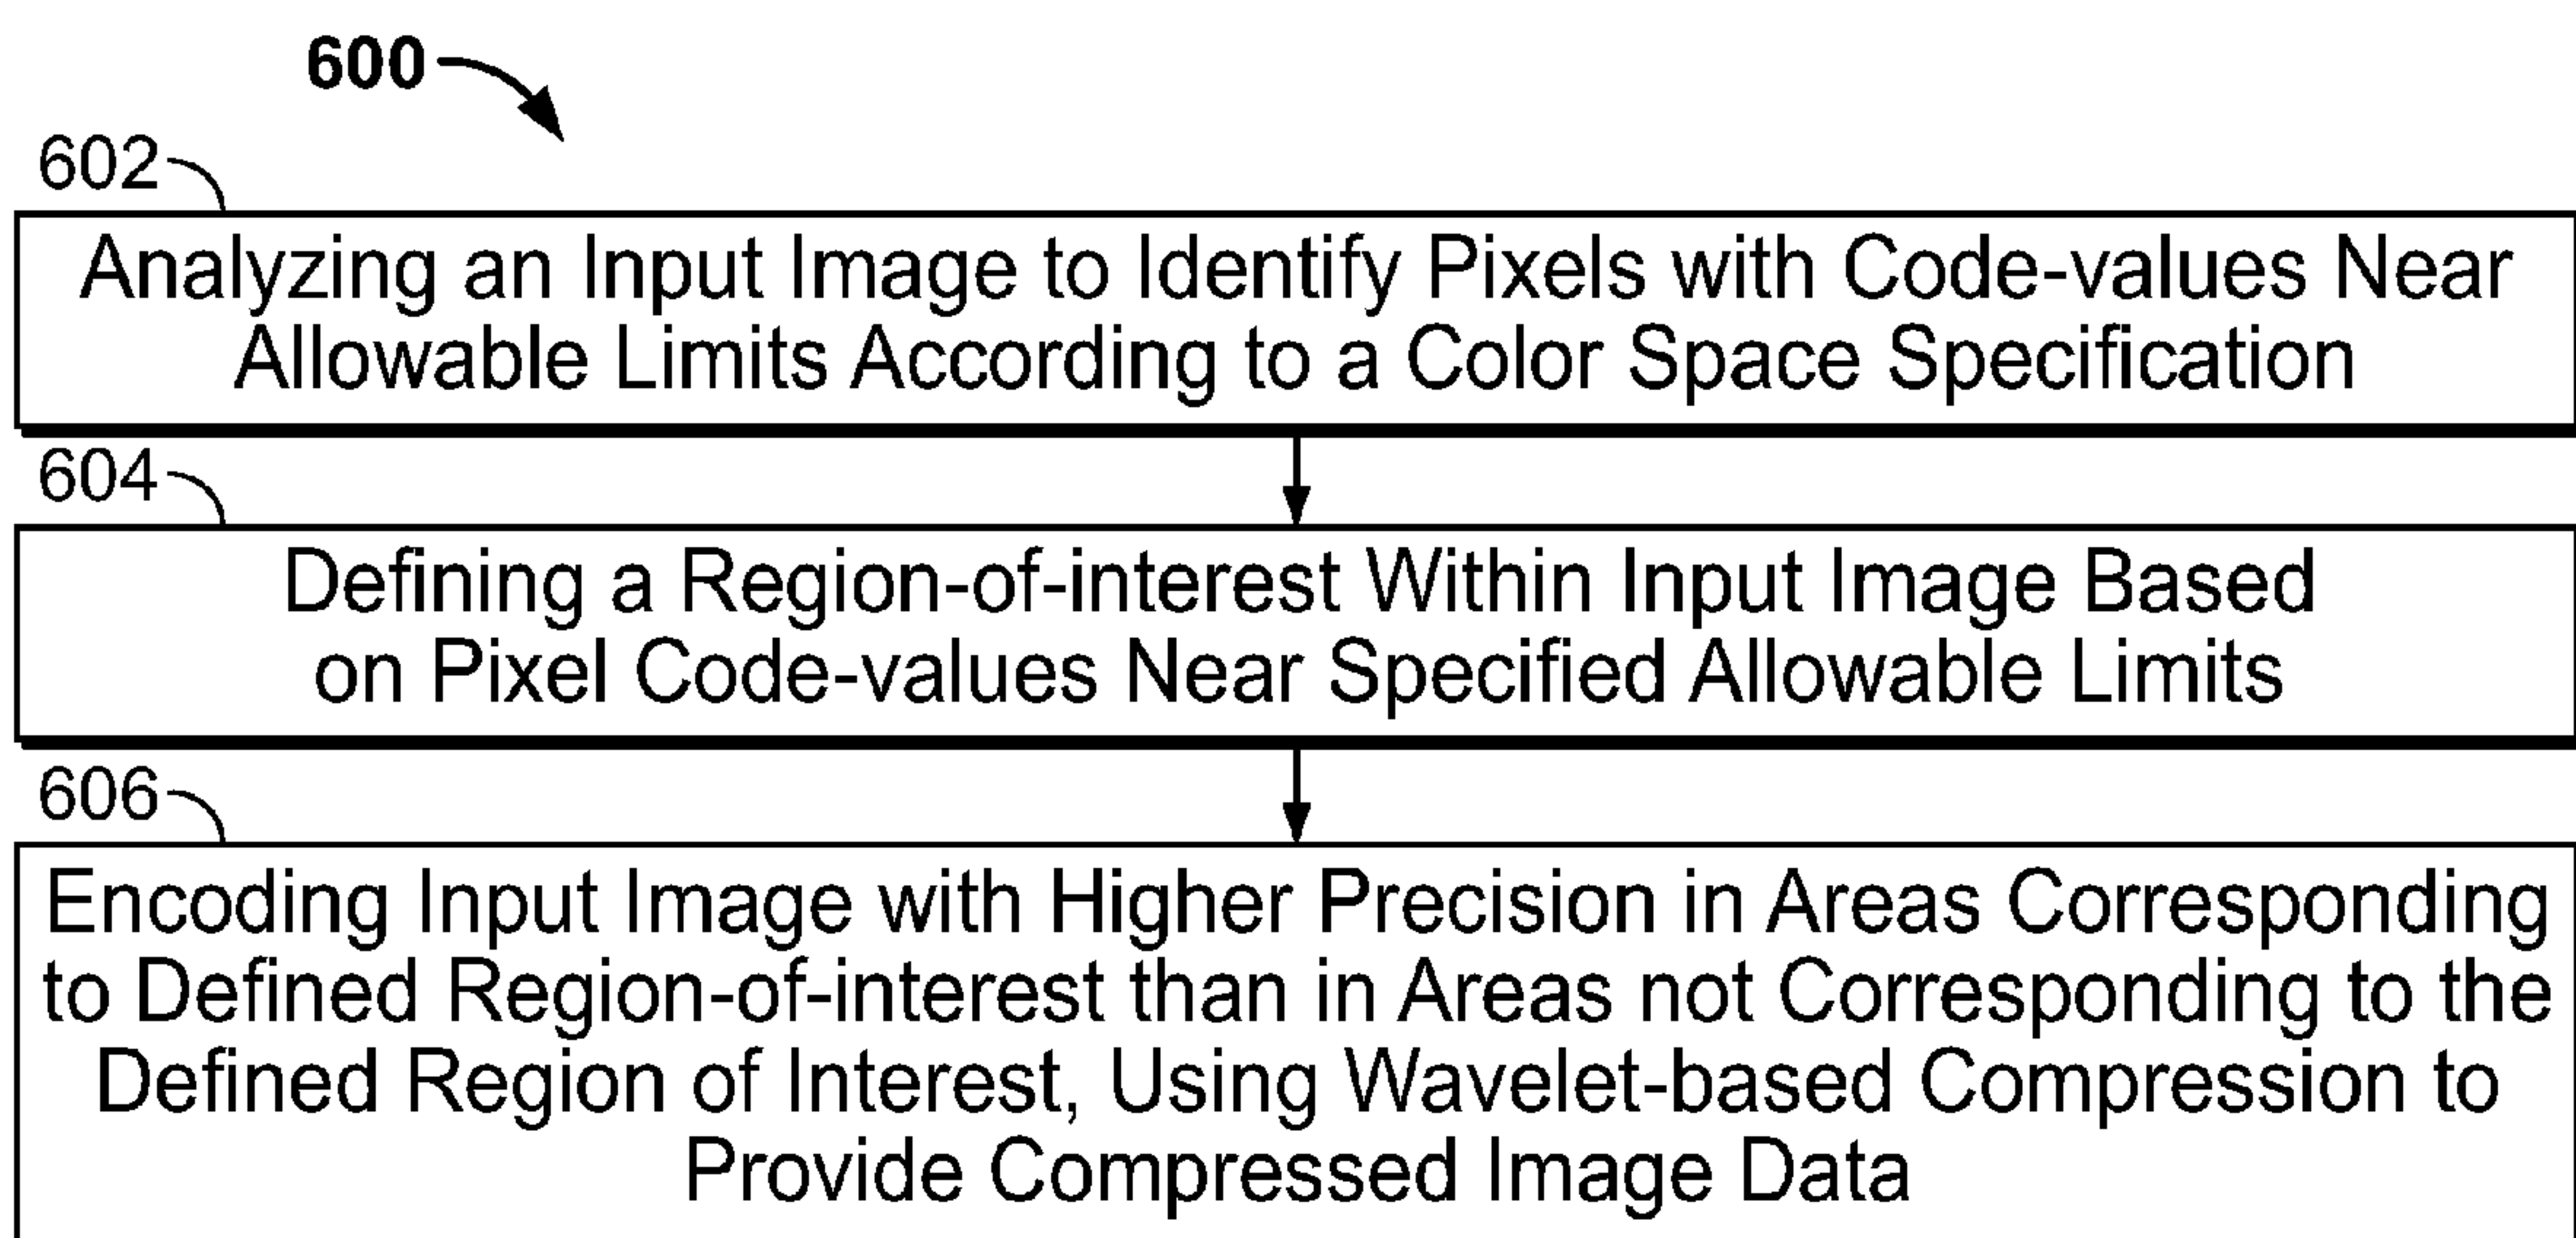 600
602
Analyzing an Input Image to Identify Pixels with Code-values Near
Allowable Limits According to a Color Space Specification
604
Defining a Region-of-interest Within Input Image Based
on Pixel Code-values Near Specified Allowable Limits
606
Encoding Input Image with Higher Precision in Areas Corresponding
to Defined Region-of-interest than in Areas not Corresponding to the
Defined Region of Interest, Using Wavelet-based Compression to
Provide Compressed Image Data